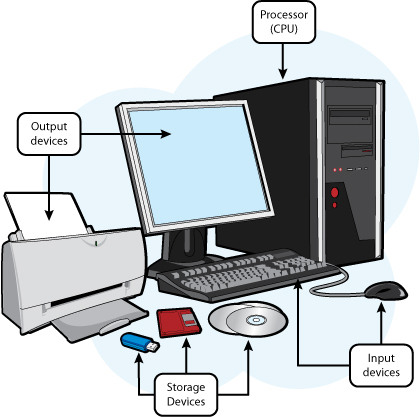 Processor
(CPU)
Output
devices
Input
devices
Storage
Devices